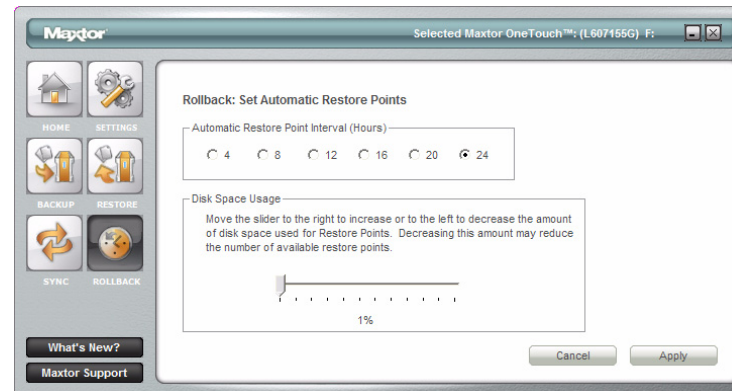 Maxtor
Selected Maxtor OneTouch™: (L607155G) F:
HOME
SETTINGS
BACKUP
RESTORE
SYNC
ROLLBACK
What's New?
Maxtor Support
Rollback: Set Automatic Restore Points
Automatic Restore Point Interval (Hours)
4 8 12 16 20 24
Disk Space Usage
Move the slider to the right to increase or to the left to decrease the amount
of disk space used for Restore Points. Decreasing this amount may reduce
the number of available restore points.
1%
Cancel
Apply